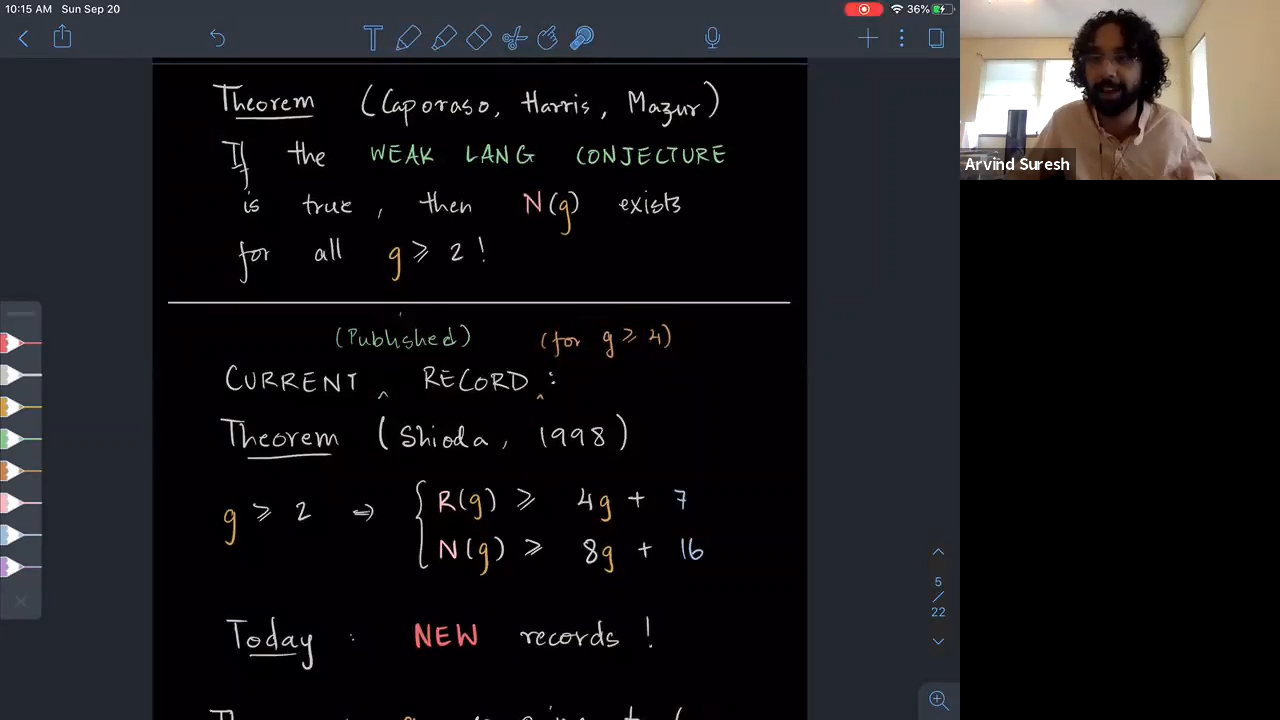 10:15 AM Sun Sep 20
36%
Theorem (Caporaso, Harris, Mazur)
If the WEAK LANG CONJECTURE
is true, then N(g) exists
for all g ⩾ 2 !
(Published) (for g ⩾ 4)
CURRENT ‸ RECORD ‸ :
Theorem (Shioda, 1998)
g ⩾ 2 ⇒ { R(g) ⩾ 4g + 7
N(g) ⩾ 8g + 16
Today : NEW records !
Arvind Suresh
5
/
22